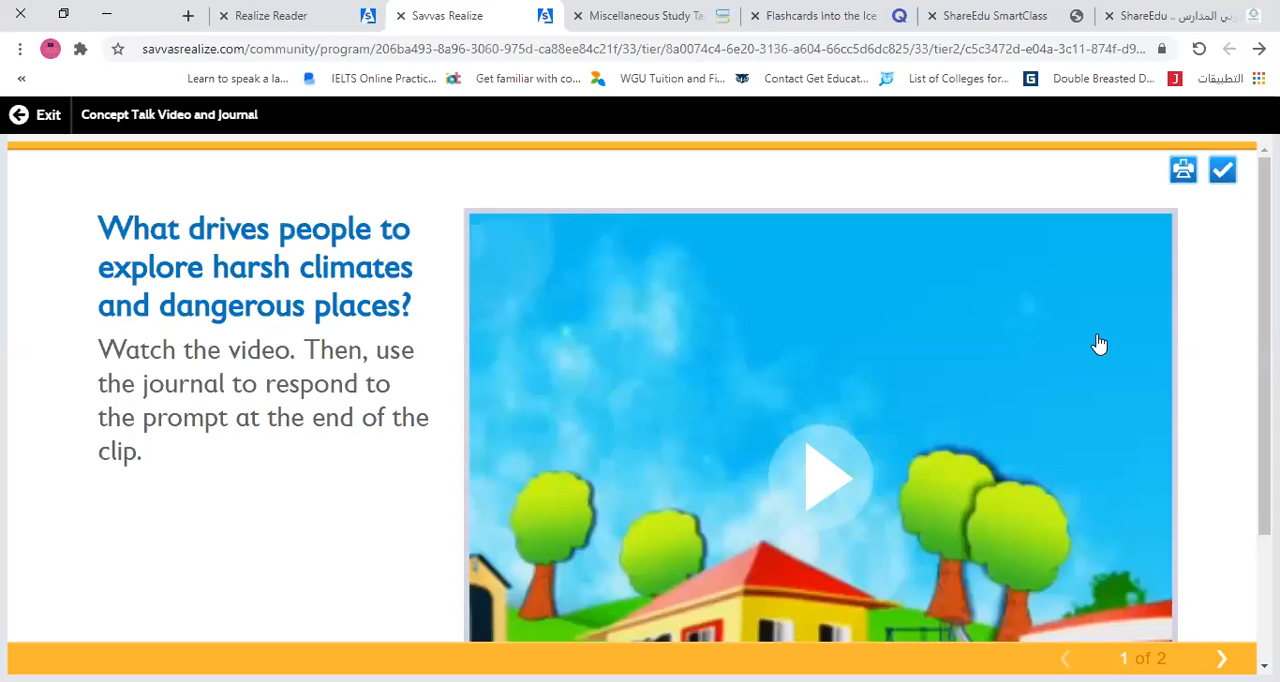 Realize Reader
Savvas Realize
Miscellaneous Study Ta
Flashcards Into the Ice
ShareEdu SmartClass
ShareEdu .. وني المدارس
savvasrealize.com/community/program/206ba493-8a96-3060-975d-ca88ee84c21f/33/tier/8a0074c4-6e20-3136-a604-66cc5d6dc825/33/tier2/c5c3472d-e04a-3c11-874f-d9...
Learn to speak a la... IELTS Online Practic... Get familiar with co... WGU Tuition and Fi... Contact Get Educat... List of Colleges for... Double Breasted D... التطبيقات
Exit Concept Talk Video and Journal
What drives people to
explore harsh climates
and dangerous places?
Watch the video. Then, use
the journal to respond to
the prompt at the end of the
clip.
1 of 2